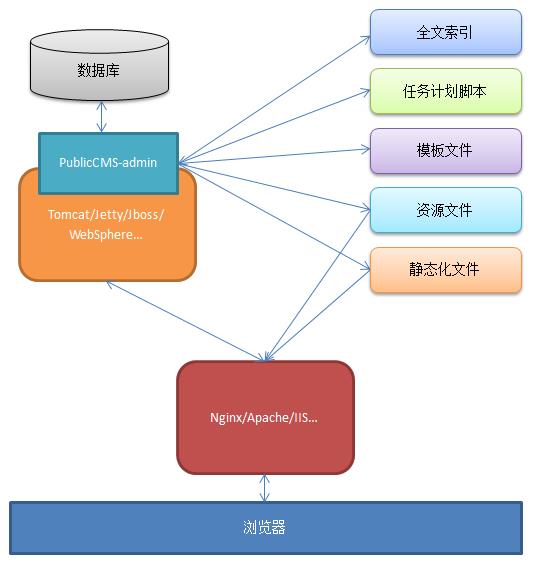 全文索引
数据库
任务计划脚本
PublicCMS-admin
模板文件
Tomcat/Jetty/Jboss/
WebSphere...
资源文件
静态化文件
Nginx/Apache/IIS...
浏览器